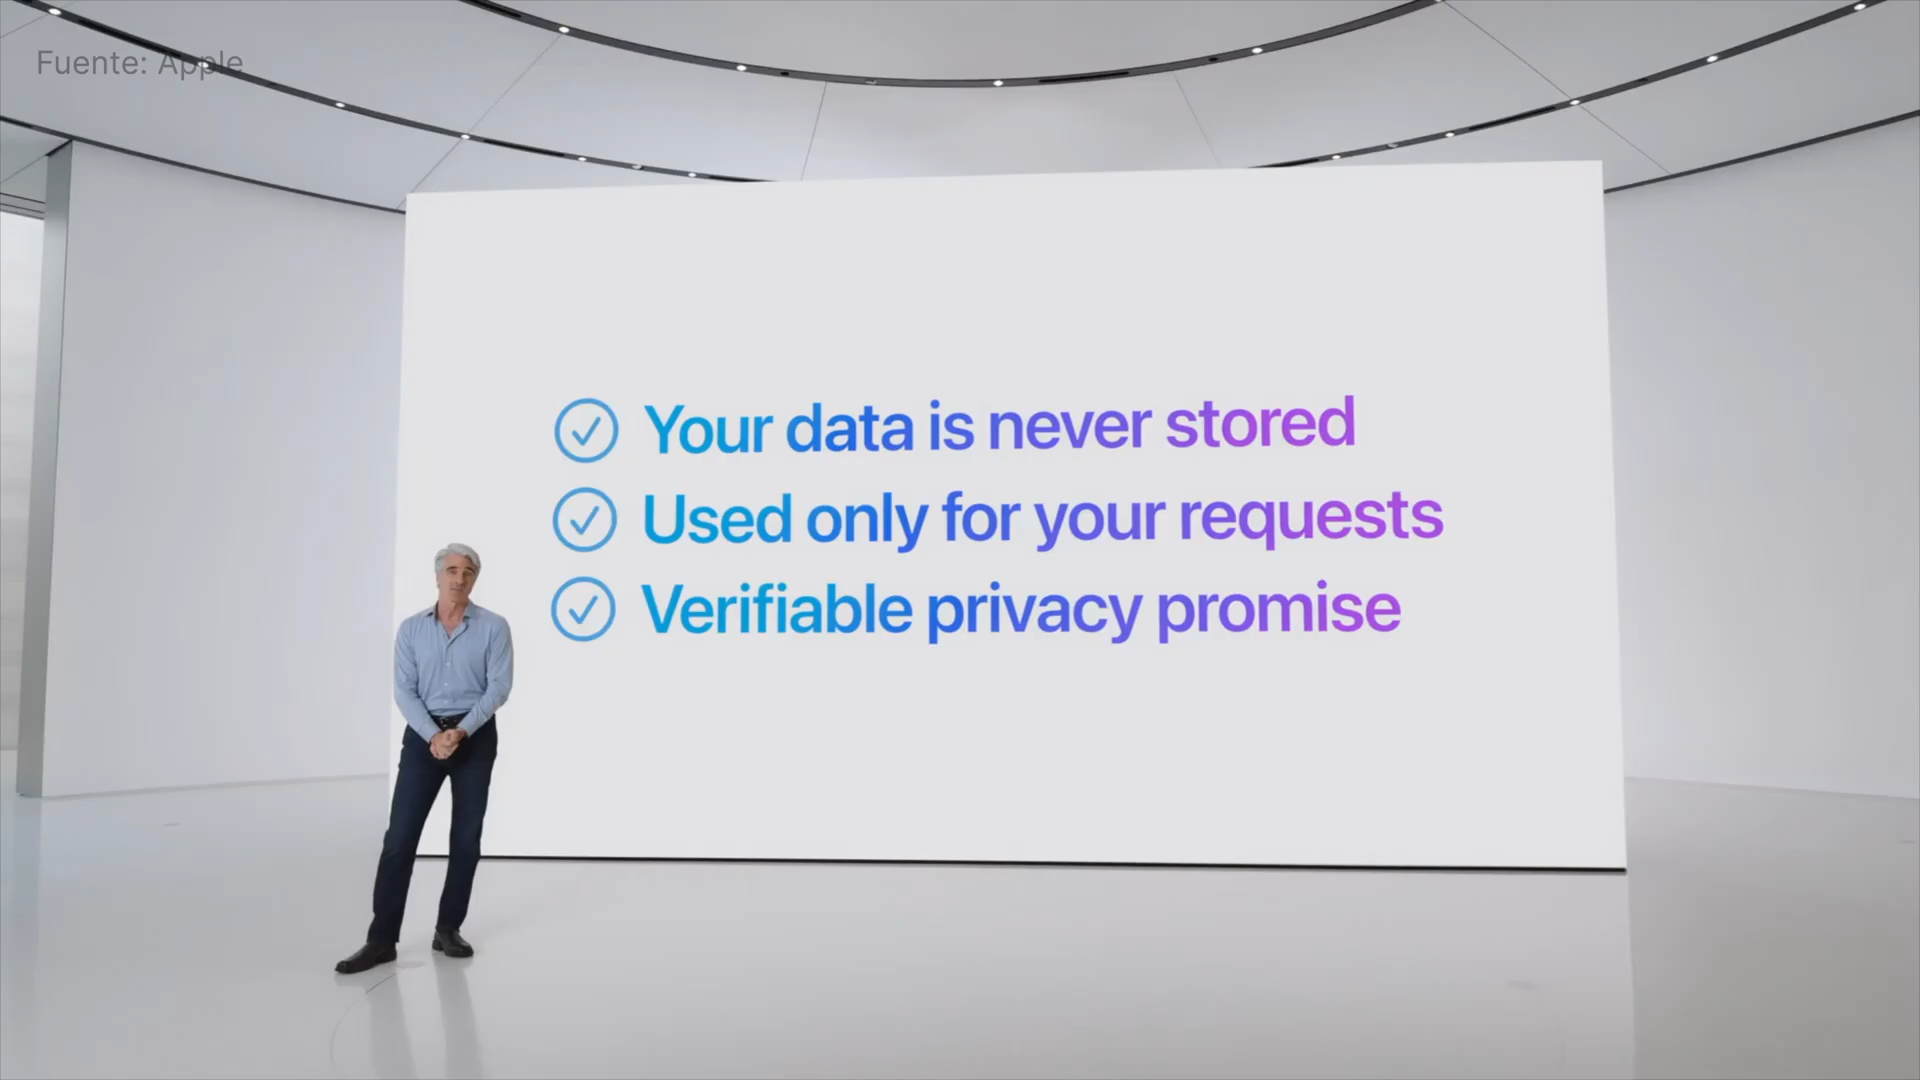 Fuente: Apple
Your data is never stored
Used only for your requests
Verifiable privacy promise